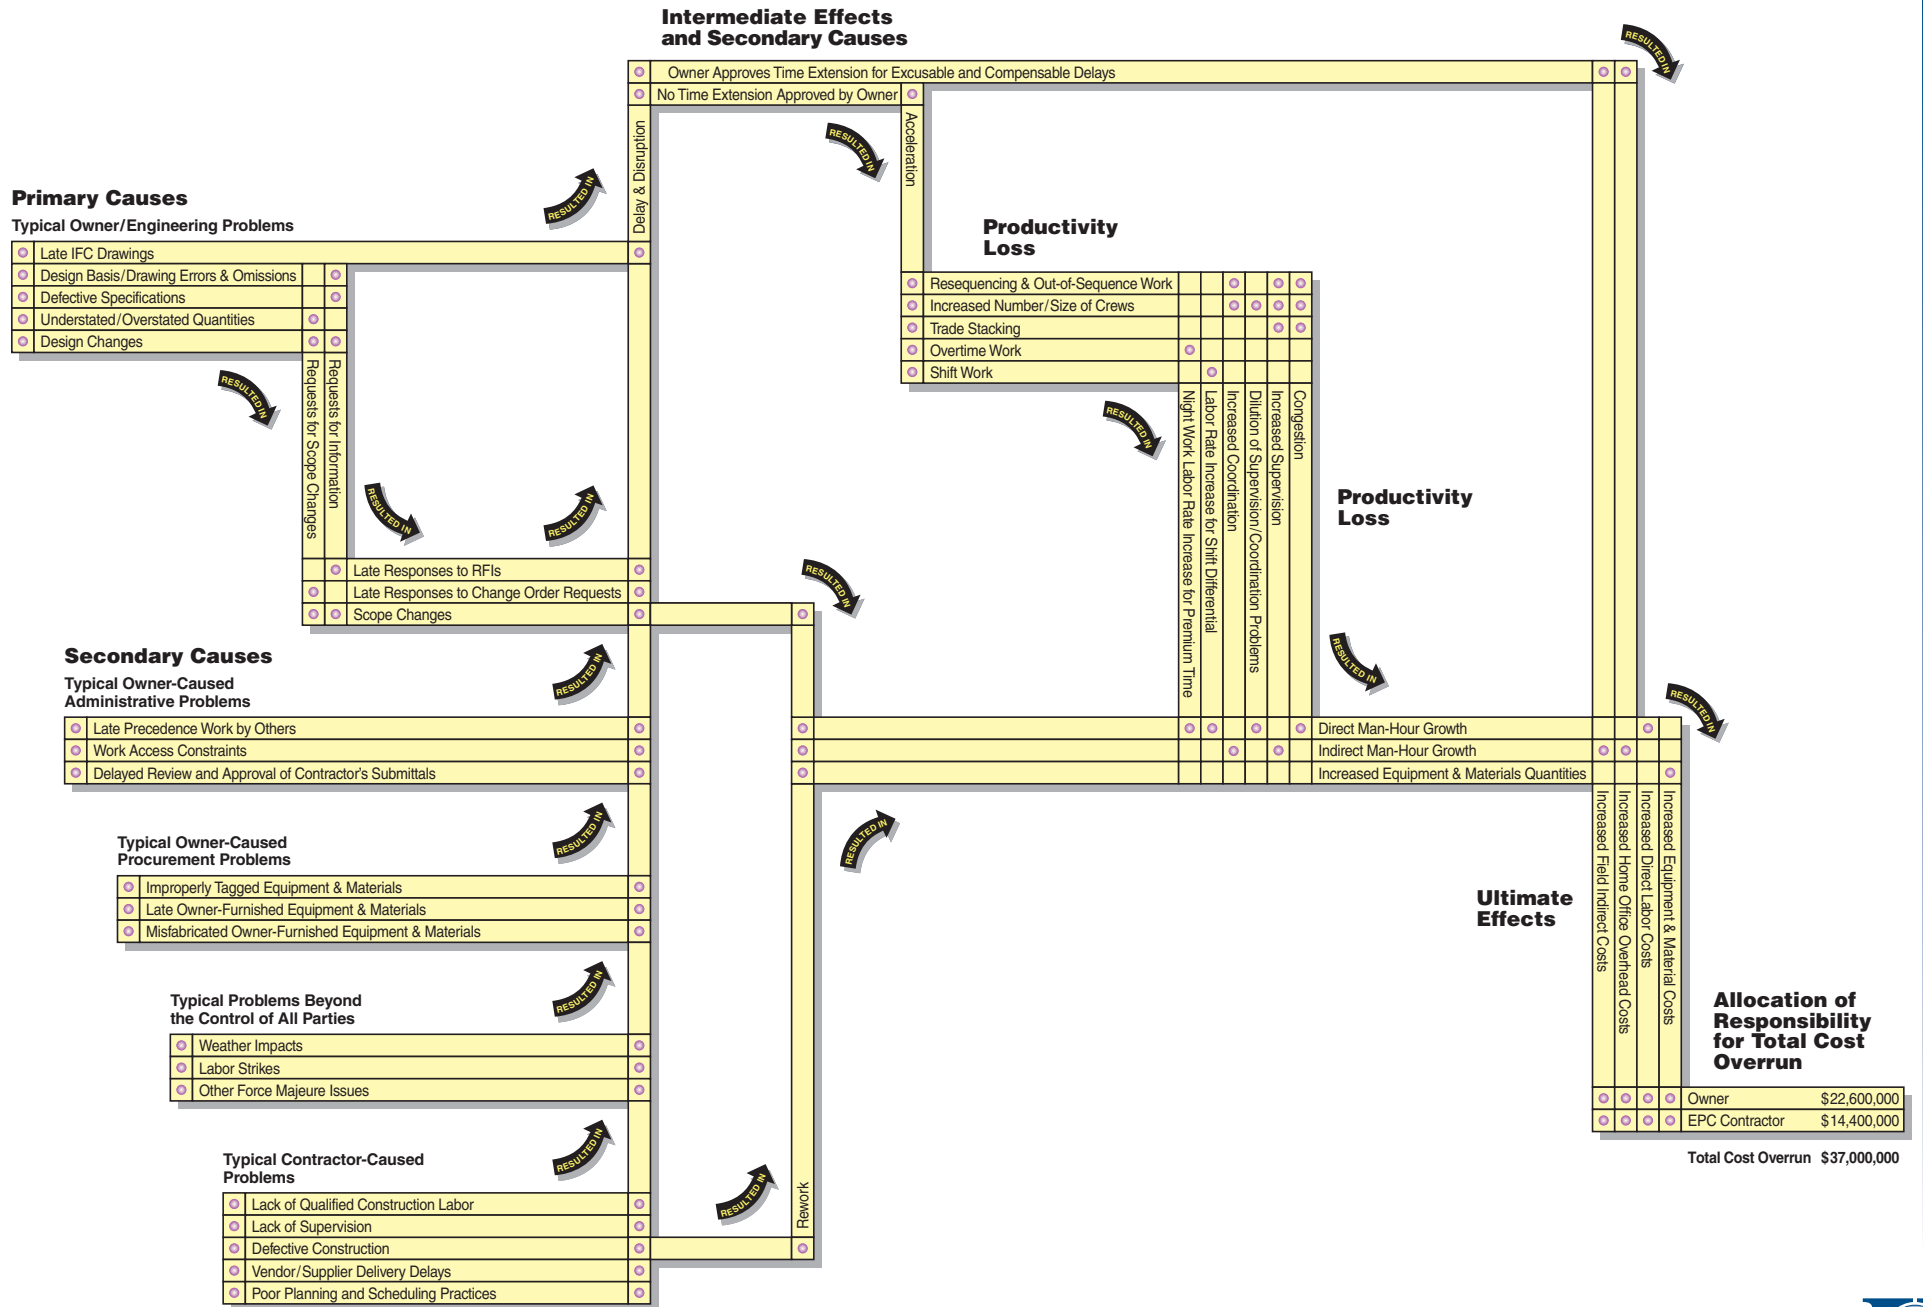 Intermediate Effects
and Secondary Causes
RESULTED IN
Owner Approves Time Extension for Excusable and Compensable Delays
No Time Extension Approved by Owner
Delay & Disruption
Acceleration
RESULTED IN
RESULTED IN
Primary Causes
Typical Owner/Engineering Problems
Late IFC Drawings
Design Basis/Drawing Errors & Omissions
Defective Specifications
Understated/Overstated Quantities
Design Changes
RESULTED IN
Requests for Scope Changes
Requests for Information
RESULTED IN
RESULTED IN
Late Responses to RFIs
Late Responses to Change Order Requests
Scope Changes
RESULTED IN
Productivity
Loss
Resequencing & Out-of-Sequence Work
Increased Number/Size of Crews
Trade Stacking
Overtime Work
Shift Work
RESULTED IN
Night Work Labor Rate Increase for Premium Time
Labor Rate Increase for Shift Differential
Increased Coordination
Dilution of Supervision/Coordination Problems
Increased Supervision
Congestion
Productivity
Loss
RESULTED IN
RESULTED IN
Secondary Causes
Typical Owner-Caused
Administrative Problems
RESULTED IN
Late Precedence Work by Others
Work Access Constraints
Delayed Review and Approval of Contractor's Submittals
Direct Man-Hour Growth
Indirect Man-Hour Growth
Increased Equipment & Materials Quantities
RESULTED IN
RESULTED IN
Typical Owner-Caused
Procurement Problems
Improperly Tagged Equipment & Materials
Late Owner-Furnished Equipment & Materials
Misfabricated Owner-Furnished Equipment & Materials
Ultimate
Effects
Increased Field Indirect Costs
Increased Home Office Overhead Costs
Increased Direct Labor Costs
Increased Equipment & Material Costs
RESULTED IN
Typical Problems Beyond
the Control of All Parties
Weather Impacts
Labor Strikes
Other Force Majeure Issues
Allocation of
Responsibility
for Total Cost
Overrun
Owner $22,600,000
EPC Contractor $14,400,000
Total Cost Overrun $37,000,000
RESULTED IN
Typical Contractor-Caused
Problems
RESULTED IN
Rework
Lack of Qualified Construction Labor
Lack of Supervision
Defective Construction
Vendor/Supplier Delivery Delays
Poor Planning and Scheduling Practices